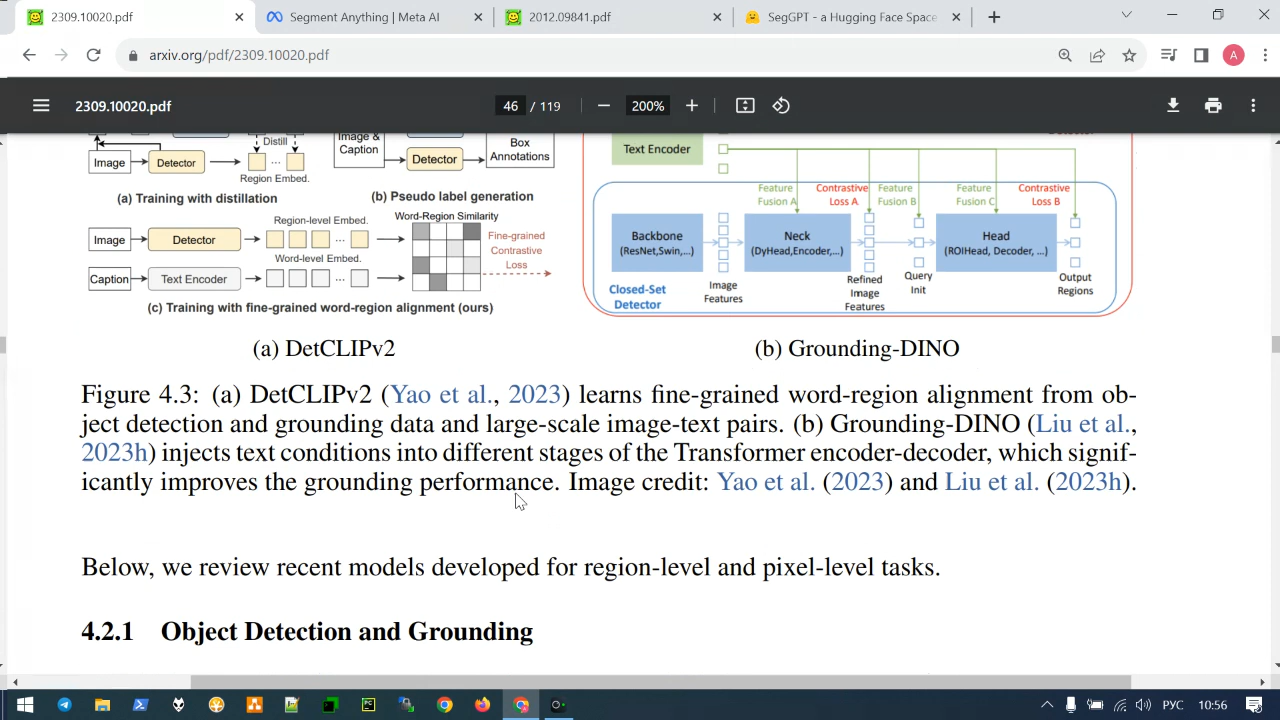 2309.10020.pdf
Segment Anything | Meta AI
2012.09841.pdf
SegGPT - a Hugging Face Space
arxiv.org/pdf/2309.10020.pdf
A
2309.10020.pdf
46 / 119
200%
Image &
Caption
Detector
Box
Annotations
Image
Detector
Distill
...
Region Embed.
(a) Training with distillation
(b) Pseudo label generation
Image
Detector
Region-level Embed.
...
Word-level Embed.
Caption
Text Encoder
...
Word-Region Similarity
Fine-grained
Contrastive
Loss
(c) Training with fine-grained word-region alignment (ours)
Text Encoder
Feature
Fusion A
Contrastive
Loss A
Feature
Fusion B
Feature
Fusion C
Contrastive
Loss B
Backbone
(ResNet,Swin,...)
Neck
(DyHead,Encoder,...)
Head
(ROIHead, Decoder, ...)
Closed-Set
Detector
Image
Features
Refined
Image
Features
Query
Init
Output
Regions
(a) DetCLIPv2
(b) Grounding-DINO
Figure 4.3: (a) DetCLIPv2 (Yao et al., 2023) learns fine-grained word-region alignment from ob-
ject detection and grounding data and large-scale image-text pairs. (b) Grounding-DINO (Liu et al.,
2023h) injects text conditions into different stages of the Transformer encoder-decoder, which signif-
icantly improves the grounding performance. Image credit: Yao et al. (2023) and Liu et al. (2023h).
Below, we review recent models developed for region-level and pixel-level tasks.
4.2.1 Object Detection and Grounding
РУС
10:56